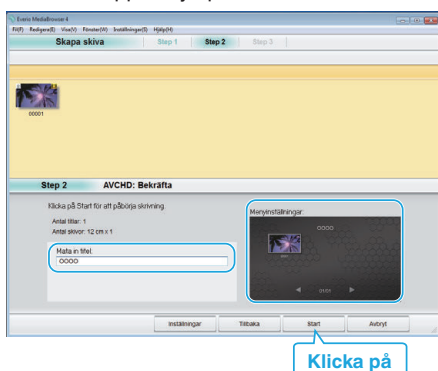 Everio MediaBrowser 4
Fil(F) Redigera(E) Visa(V) Fönster(W) Inställningar(S) Hjälp(H)
Skapa skiva Step 1 Step 2 Step 3
00001
Step 2 AVCHD: Bekräfta
Klicka på Start för att påbörja skrivning.
Antal titlar: 1
Antal skivor: 12 cm x 1
Mata in titel:
OOOO
Menyinställningar:
OOOO
01/01
Inställningar Tillbaka Start Avbryt
Klicka på